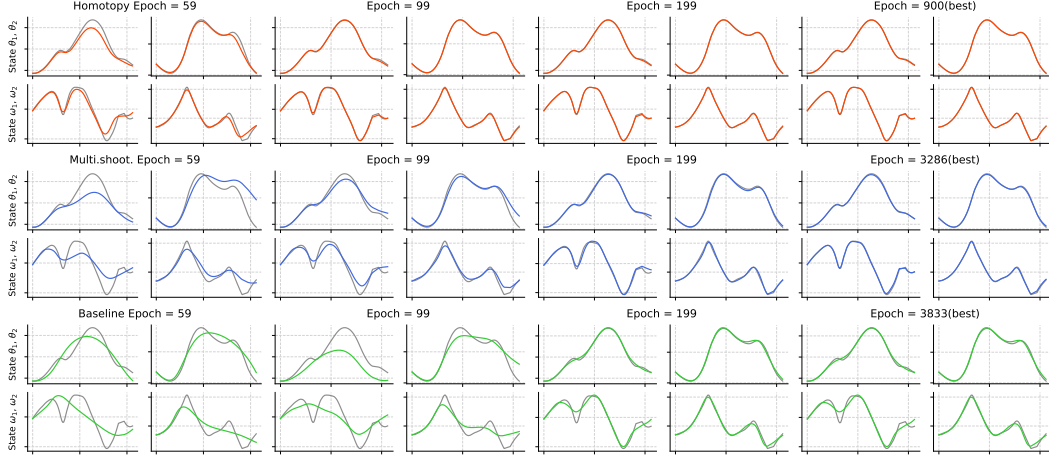 Homotopy Epoch = 59
Epoch = 99
Epoch = 199
Epoch = 900(best)
State θ₁, θ₂
State ω₁, ω₂
Multi.shoot. Epoch = 59
Epoch = 99
Epoch = 199
Epoch = 3286(best)
State θ₁, θ₂
State ω₁, ω₂
Baseline Epoch = 59
Epoch = 99
Epoch = 199
Epoch = 3833(best)
State θ₁, θ₂
State ω₁, ω₂